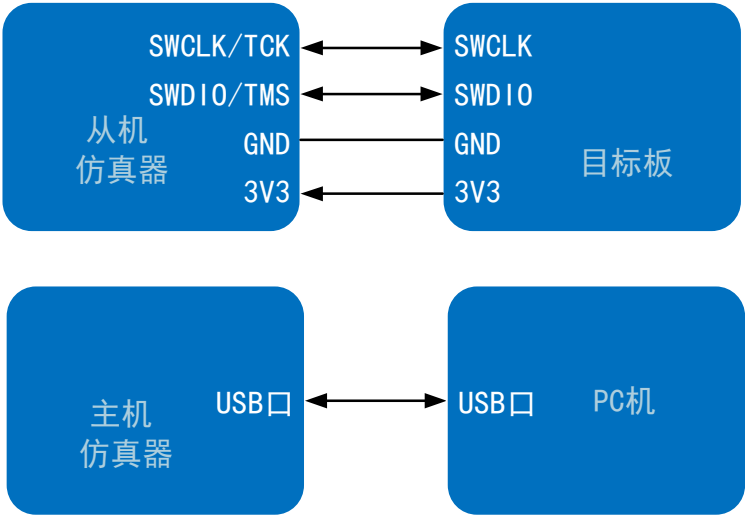 SWCLK/TCK
SWDIO/TMS
GND
3V3
从机
仿真器
SWCLK
SWDIO
GND
3V3
目标板
主机
仿真器
USB口
USB口
PC机